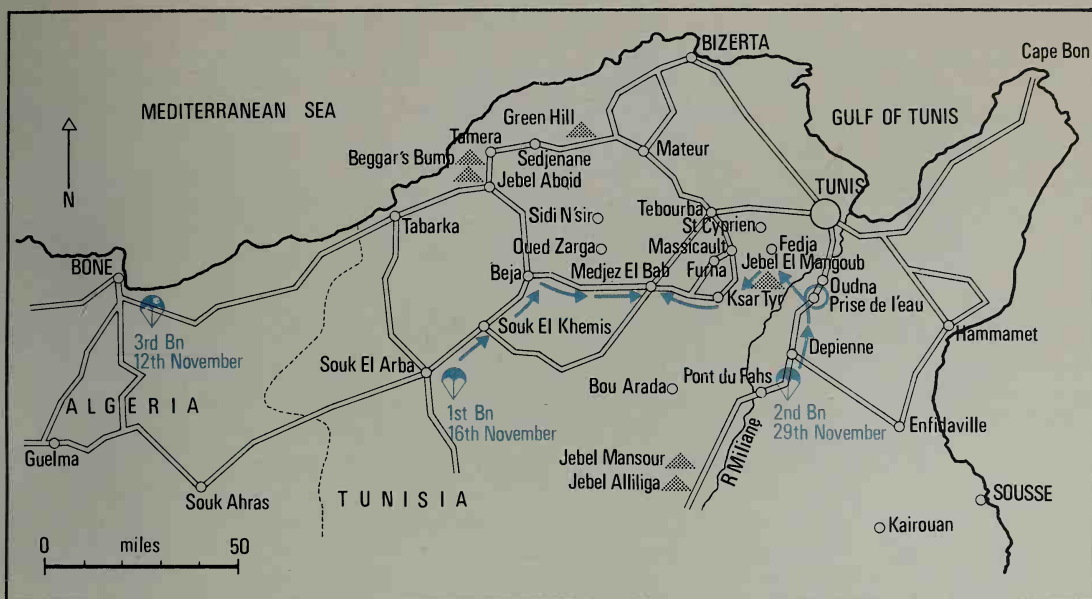 BIZERTA
Cape Bon
MEDITERRANEAN SEA
GULF OF TUNIS
Green Hill
Tamera
Sedjenane
Mateur
Beggar's Bump
Jebel Aboid
N
TUNIS
Tabarka
Sidi N'sir
Tebourba
St Cyprien
Oued Zarga
Massicault
Fedja
BONE
Beja
Medjez El Bab
Furna
Jebel El Mangoub
Oudna
Ksar Tyr
Prise de l'eau
3rd Bn
12th November
Souk El Khemis
Hammamet
Depienne
Souk El Arba
Pont du Fahs
Bou Arada
ALGERIA
1st Bn
16th November
2nd Bn
29th November
Enfidaville
Guelma
R Miliane
Jebel Mansour
Jebel Alliliga
Souk Ahras
TUNISIA
SOUSSE
Kairouan
0 miles 50